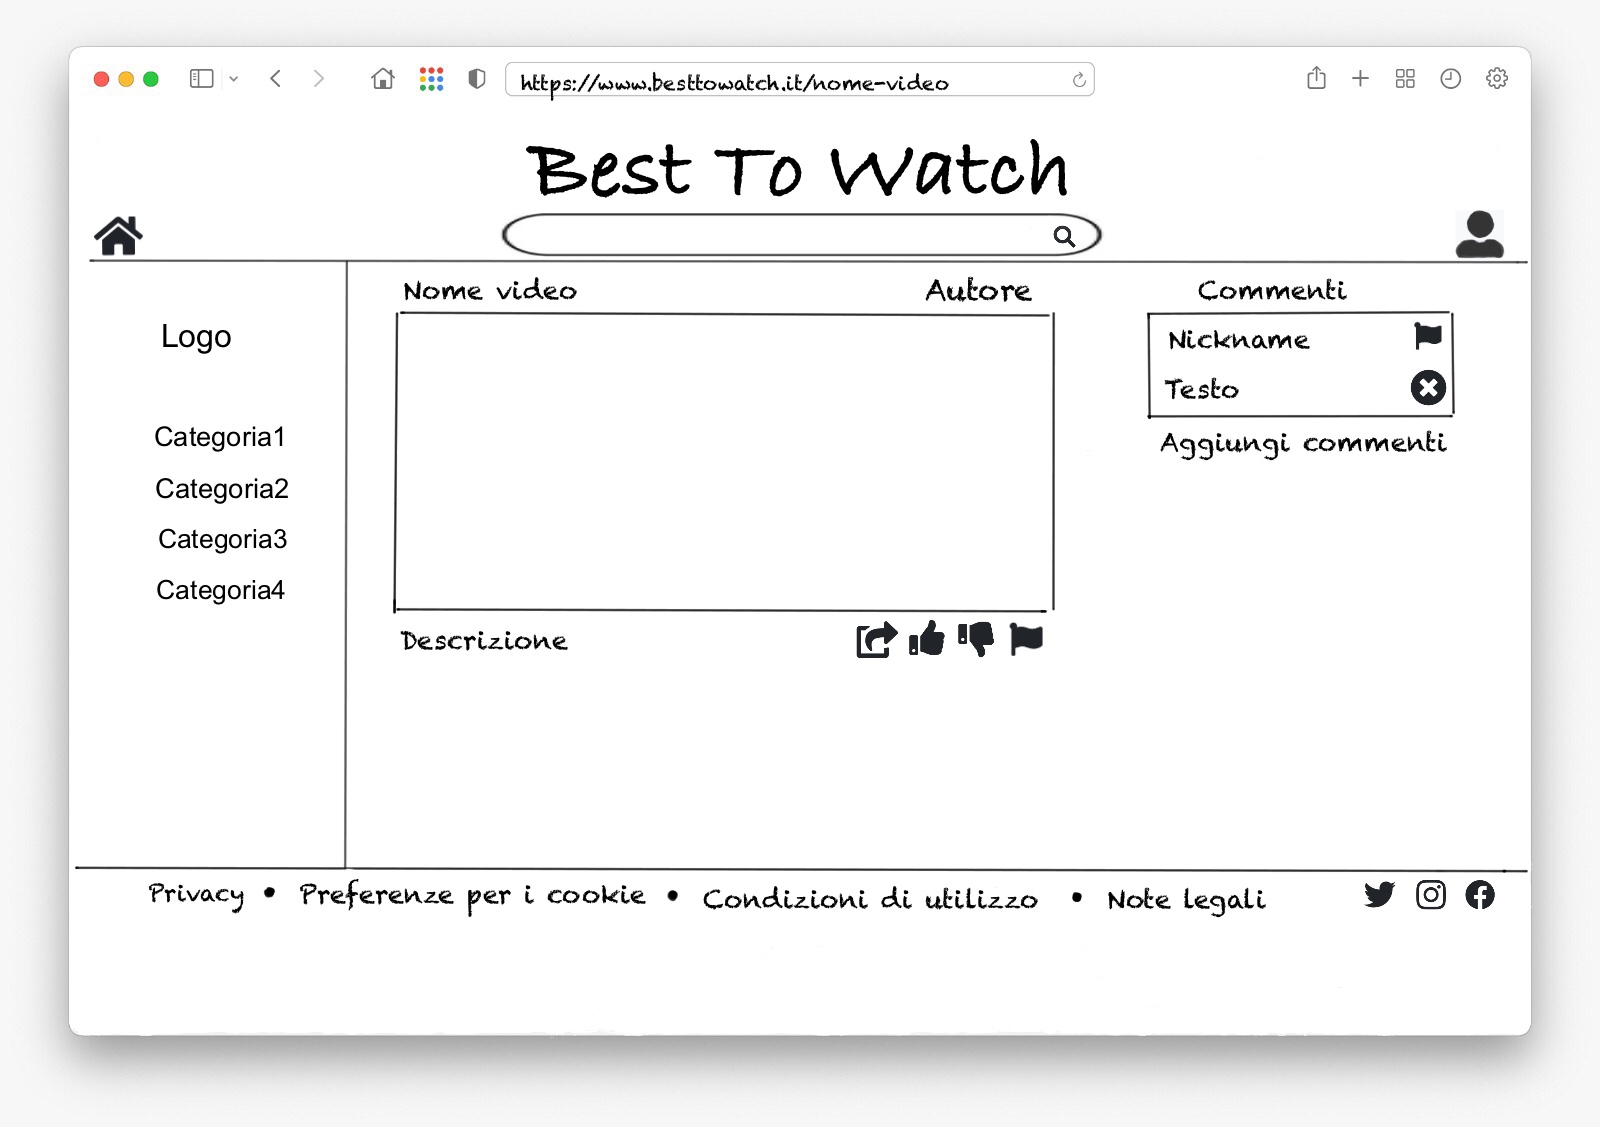 https://www.besttowatch.it/nome-video
Best To Watch
Logo
Categoria1
Categoria2
Categoria3
Categoria4
Nome video Autore
Descrizione
Commenti
Nickname
Testo
Aggiungi commenti
Privacy • Preferenze per i cookie • Condizioni di utilizzo • Note legali